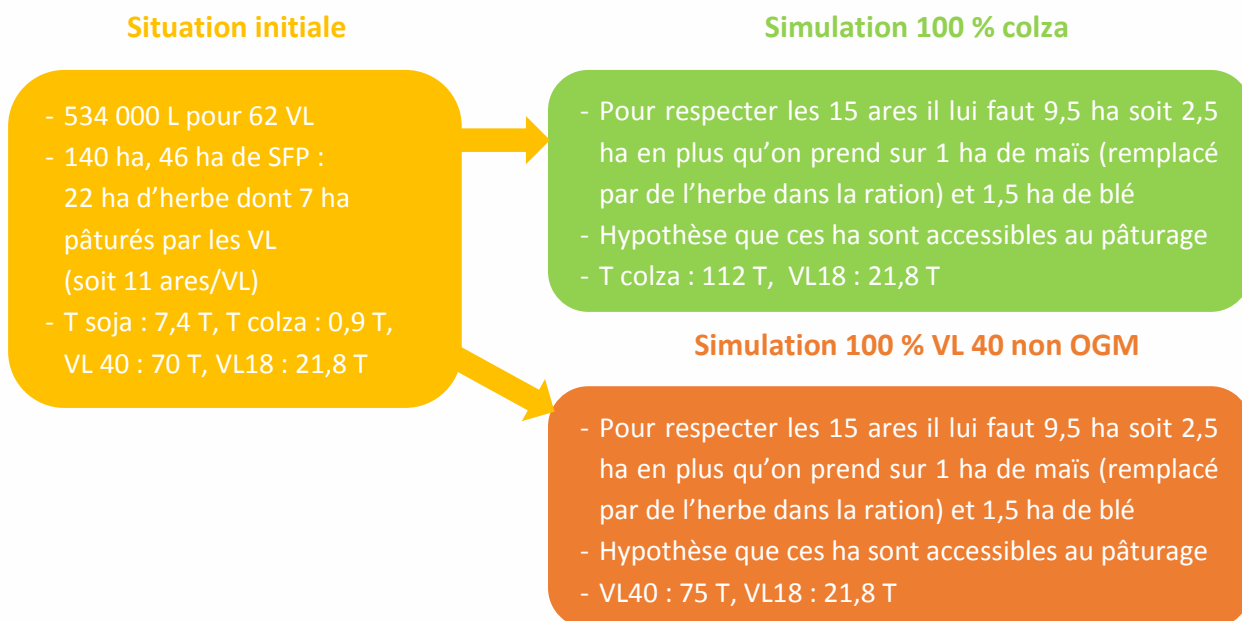 Situation initiale
- 534 000 L pour 62 VL
- 140 ha, 46 ha de SFP :
22 ha d’herbe dont 7 ha
pâturés par les VL
(soit 11 ares/VL)
- T soja : 7,4 T, T colza : 0,9 T,
VL 40 : 70 T, VL18 : 21,8 T
Simulation 100 % colza
- Pour respecter les 15 ares il lui faut 9,5 ha soit 2,5
ha en plus qu’on prend sur 1 ha de maïs (remplacé
par de l’herbe dans la ration) et 1,5 ha de blé
- Hypothèse que ces ha sont accessibles au pâturage
- T colza : 112 T, VL18 : 21,8 T
Simulation 100 % VL 40 non OGM
- Pour respecter les 15 ares il lui faut 9,5 ha soit 2,5
ha en plus qu’on prend sur 1 ha de maïs (remplacé
par de l’herbe dans la ration) et 1,5 ha de blé
- Hypothèse que ces ha sont accessibles au pâturage
- VL40 : 75 T, VL18 : 21,8 T